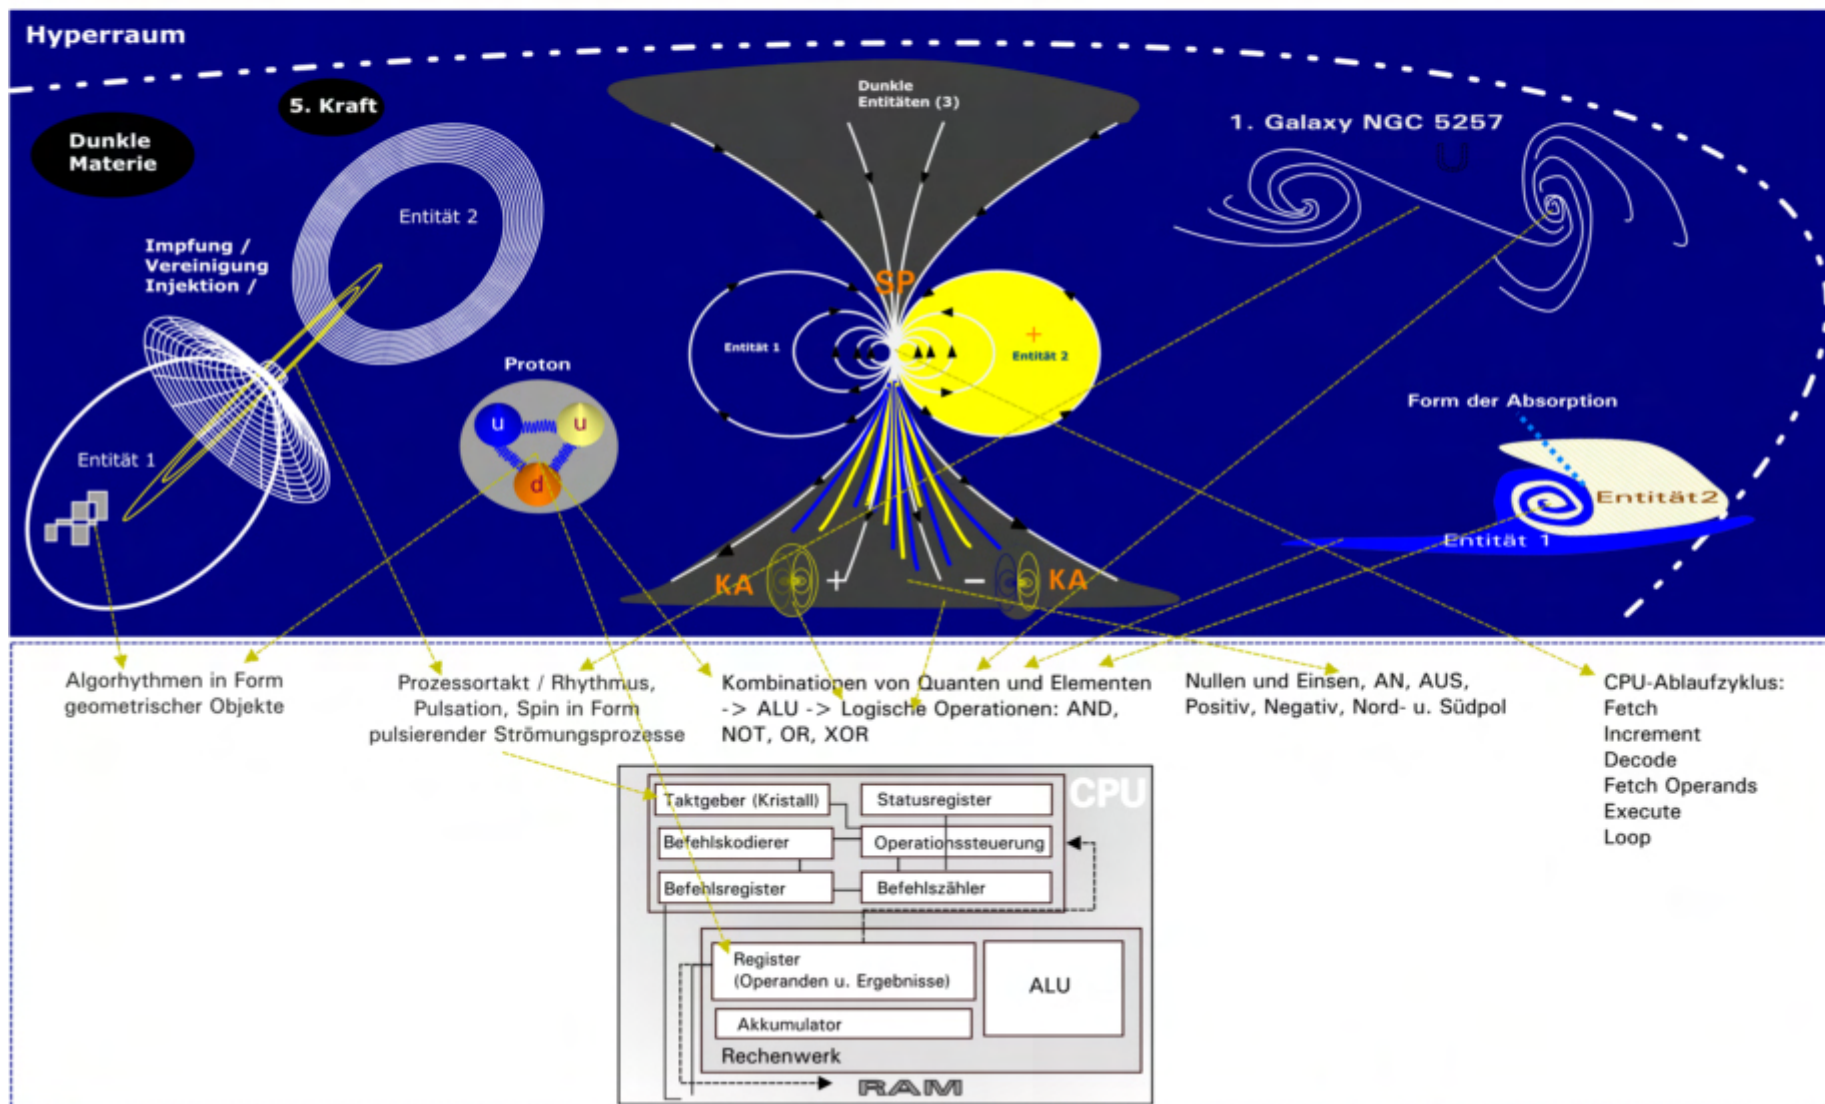 Hyperraum
5. Kraft
Dunkle
Materie
Dunkle
Entitäten (3)
1. Galaxy NGC 5257
U
Entität 2
Impfung /
Vereinigung
Injektion /
SP
Entität 1
+
Entität 2
Proton
u
u
d
Form der Absorption
Entität 1
Entität2
Entität 1
KA
+
−
KA
Algorhythmen in Form
geometrischer Objekte
Prozessortakt / Rhythmus,
Pulsation, Spin in Form
pulsierender Strömungsprozesse
Kombinationen von Quanten und Elementen
-> ALU -> Logische Operationen: AND,
NOT, OR, XOR
Nullen und Einsen, AN, AUS,
Positiv, Negativ, Nord- u. Südpol
CPU-Ablaufzyklus:
Fetch
Increment
Decode
Fetch Operands
Execute
Loop
CPU
Taktgeber (Kristall)
Statusregister
Befehlskodierer
Operationssteuerung
Befehlsregister
Befehlszähler
Register
(Operanden u. Ergebnisse)
ALU
Akkumulator
Rechenwerk
RAM